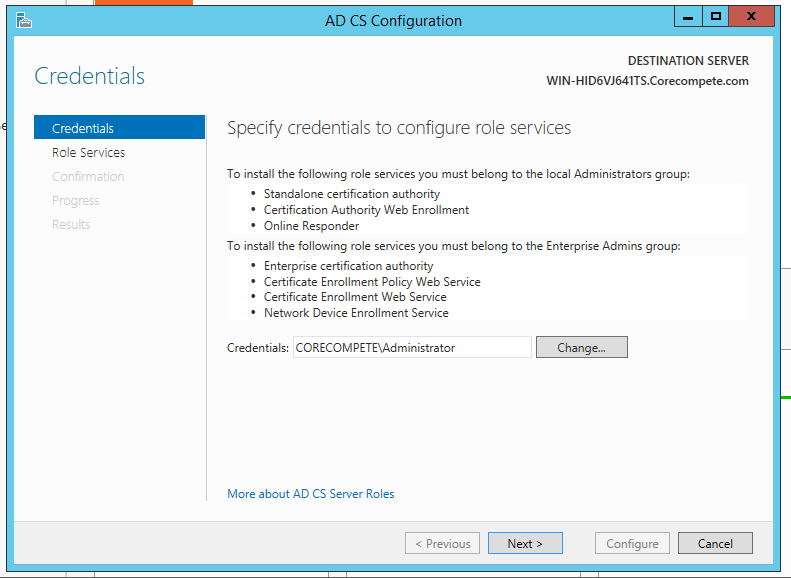 AD CS Configuration
Credentials
DESTINATION SERVER
WIN-HID6VJ641TS.Corecompete.com
Credentials
Role Services
Confirmation
Progress
Results
Specify credentials to configure role services
To install the following role services you must belong to the local Administrators group:
• Standalone certification authority
• Certification Authority Web Enrollment
• Online Responder
To install the following role services you must belong to the Enterprise Admins group:
• Enterprise certification authority
• Certificate Enrollment Policy Web Service
• Certificate Enrollment Web Service
• Network Device Enrollment Service
Credentials: CORECOMPETE\Administrator Change...
More about AD CS Server Roles
< Previous Next > Configure Cancel